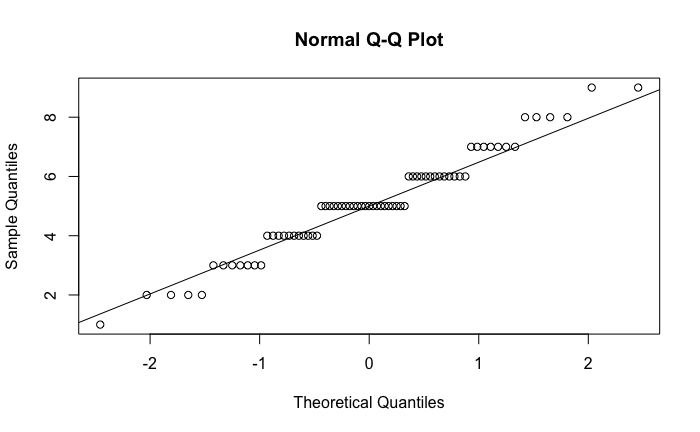 Normal Q-Q Plot
Sample Quantiles
8
6
4
2
-2 -1 0 1 2
Theoretical Quantiles